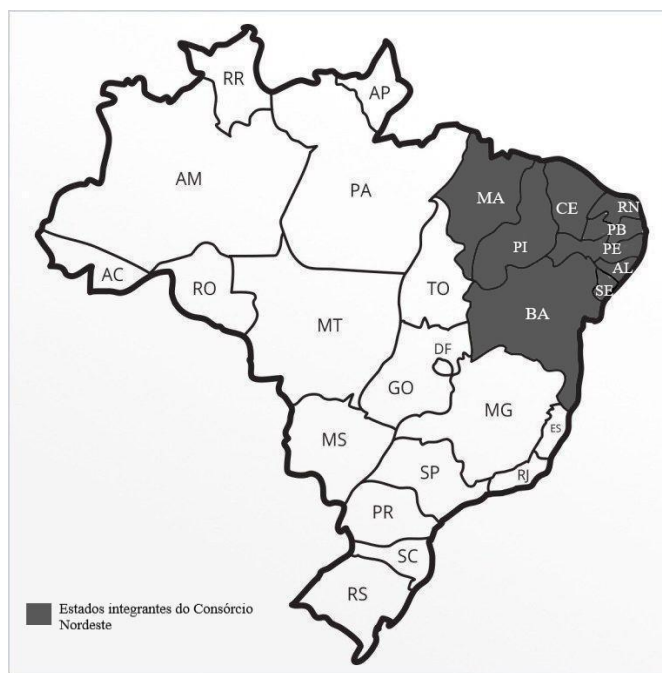 RR
AP
AM
PA
MA
CE
RN
PB
PI
PE
AL
SE
AC
RO
TO
BA
MT
DF
GO
MG
ES
MS
SP
RJ
PR
SC
RS
Estados integrantes do Consórcio
Nordeste